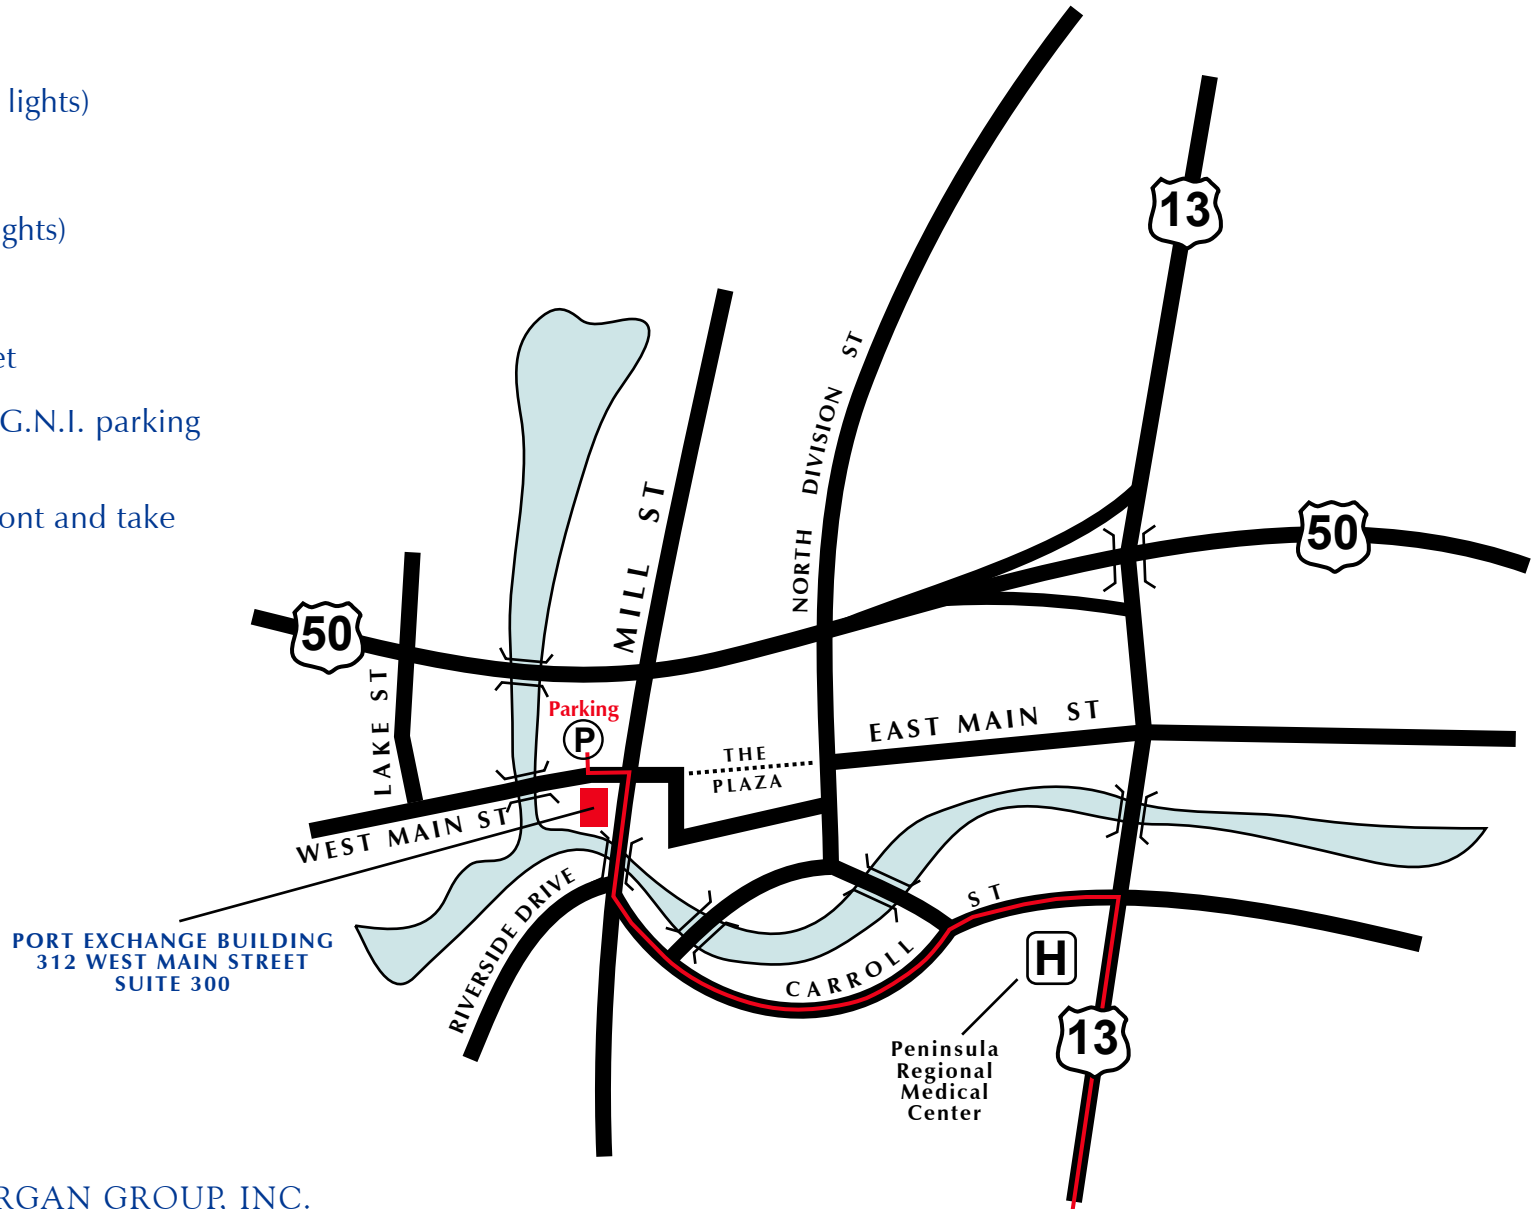 lights)
ghts)
et
G.N.I. parking
ont and take
13
50
50
NORTH DIVISION ST
MILL ST
LAKE ST
Parking
P
THE
PLAZA
EAST MAIN ST
WEST MAIN ST
RIVERSIDE DRIVE
CARROLL ST
H
13
PORT EXCHANGE BUILDING
312 WEST MAIN STREET
SUITE 300
Peninsula
Regional
Medical
Center
RGAN GROUP, INC.